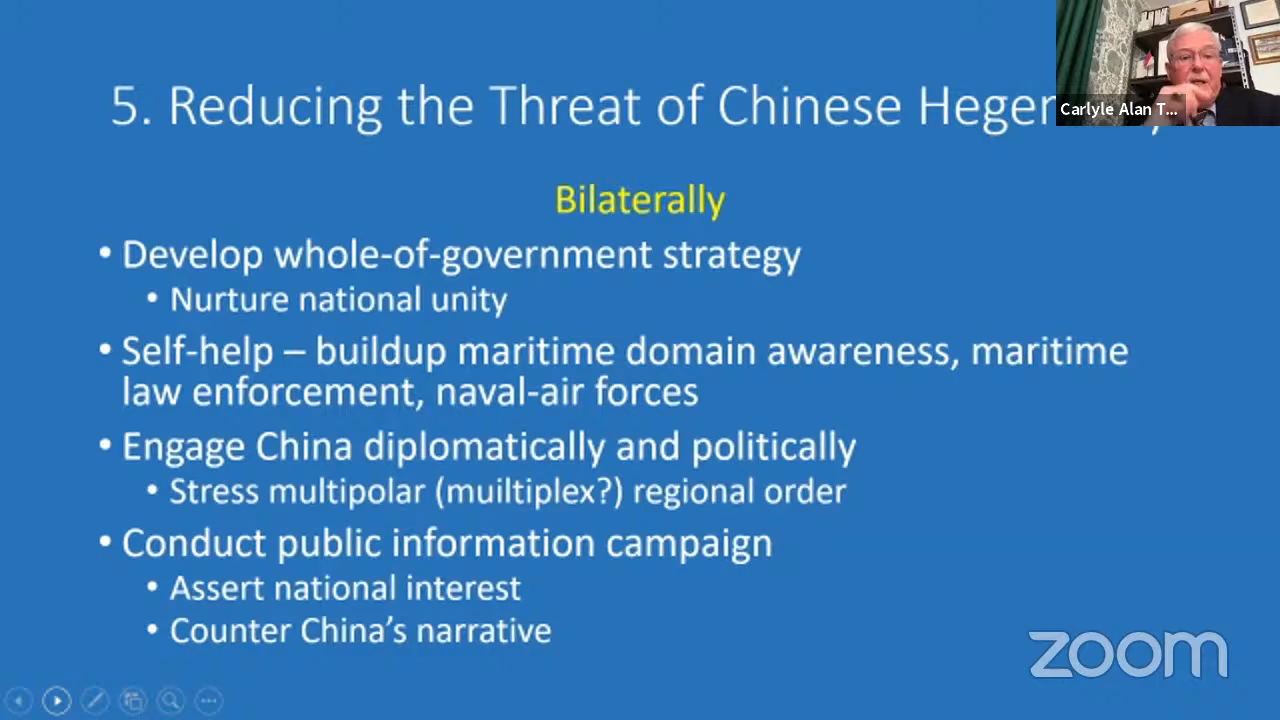 5. Reducing the Threat of Chinese Heger
Carlyle Alan T...
Bilaterally
• Develop whole-of-government strategy
• Nurture national unity
• Self-help – buildup maritime domain awareness, maritime
law enforcement, naval-air forces
• Engage China diplomatically and politically
• Stress multipolar (muiltiplex?) regional order
• Conduct public information campaign
• Assert national interest
• Counter China's narrative
zoom